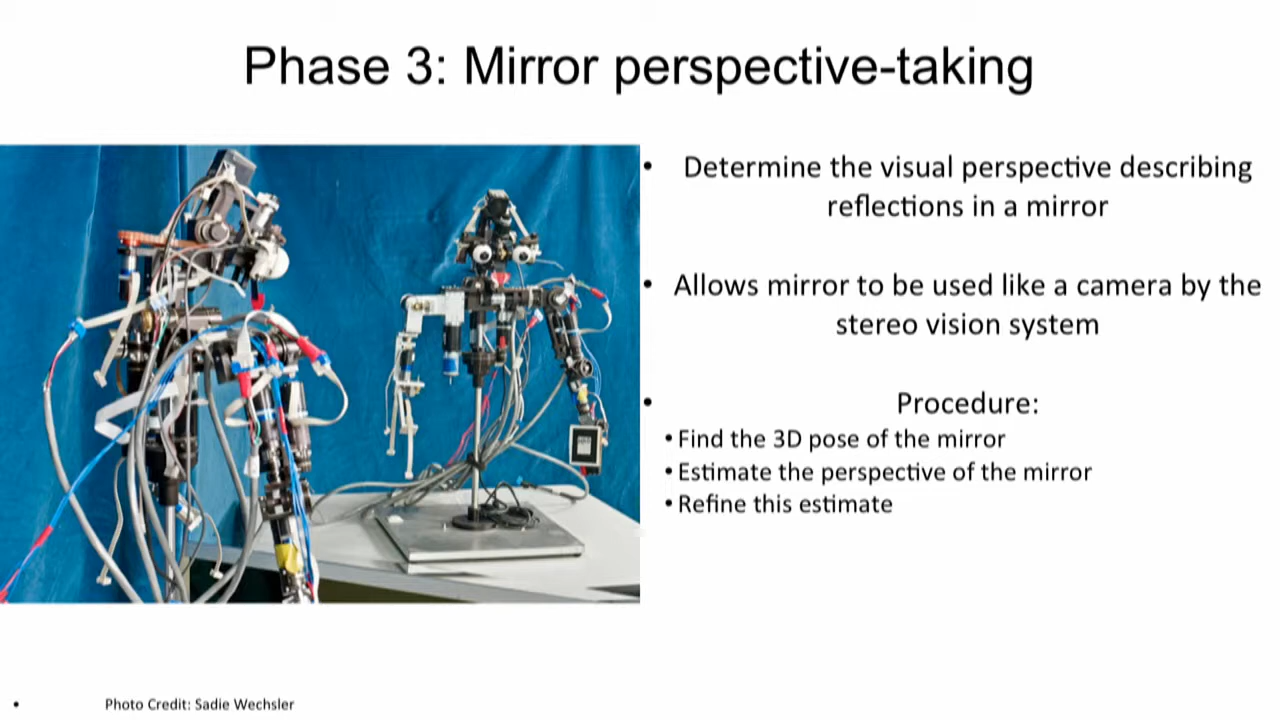 Phase 3: Mirror perspective-taking
• Determine the visual perspective describing
reflections in a mirror
• Allows mirror to be used like a camera by the
stereo vision system
• Procedure:
• Find the 3D pose of the mirror
• Estimate the perspective of the mirror
• Refine this estimate
• Photo Credit: Sadie Wechsler